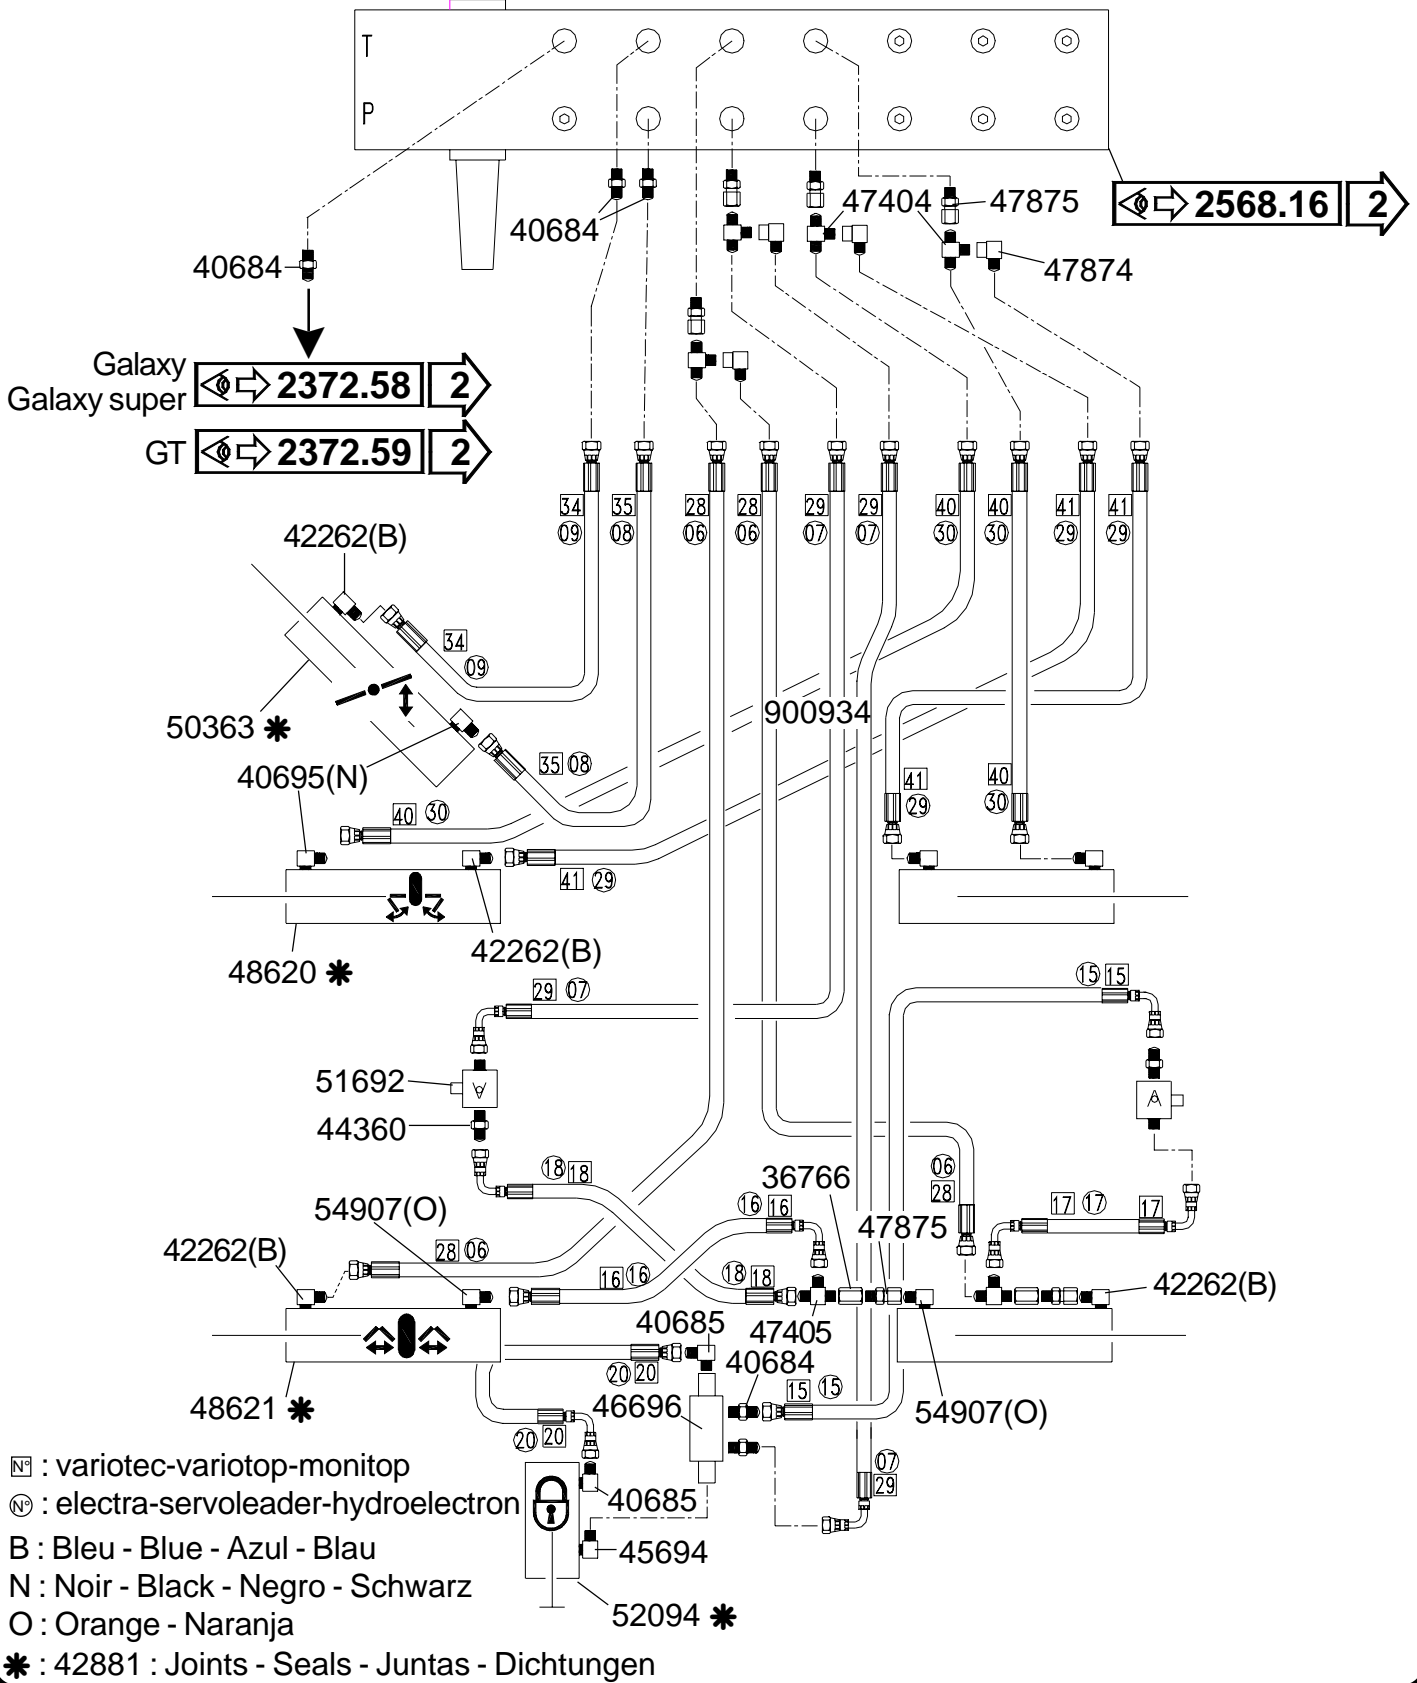 T
P
2568.16 2
40684
47404
47875
47874
40684
Galaxy
Galaxy super
2372.58 2
GT
2372.59 2
34 35 28 28 29 29 40 40 41 41
09 08 06 06 07 07 30 30 29 29
42262(B)
34
09
50363 ✱
900934
40695(N)
35 08
41
29
40
30
40 30
41 29
42262(B)
48620 ✱
29 07
15 15
51692
44360
18 18
36766
06
28
54907(O)
16 16
47875
17 17 17
42262(B)
28 06
16 16
18 18
42262(B)
40685
47405
20 20
40684
48621 ✱
46696
15 15
54907(O)
20 20
07
29
N° : variotec-variotop-monitop
N° : electra-servoleader-hydroelectron
40685
B : Bleu - Blue - Azul - Blau
45694
N : Noir - Black - Negro - Schwarz
52094 ✱
O : Orange - Naranja
✱ : 42881 : Joints - Seals - Juntas - Dichtungen